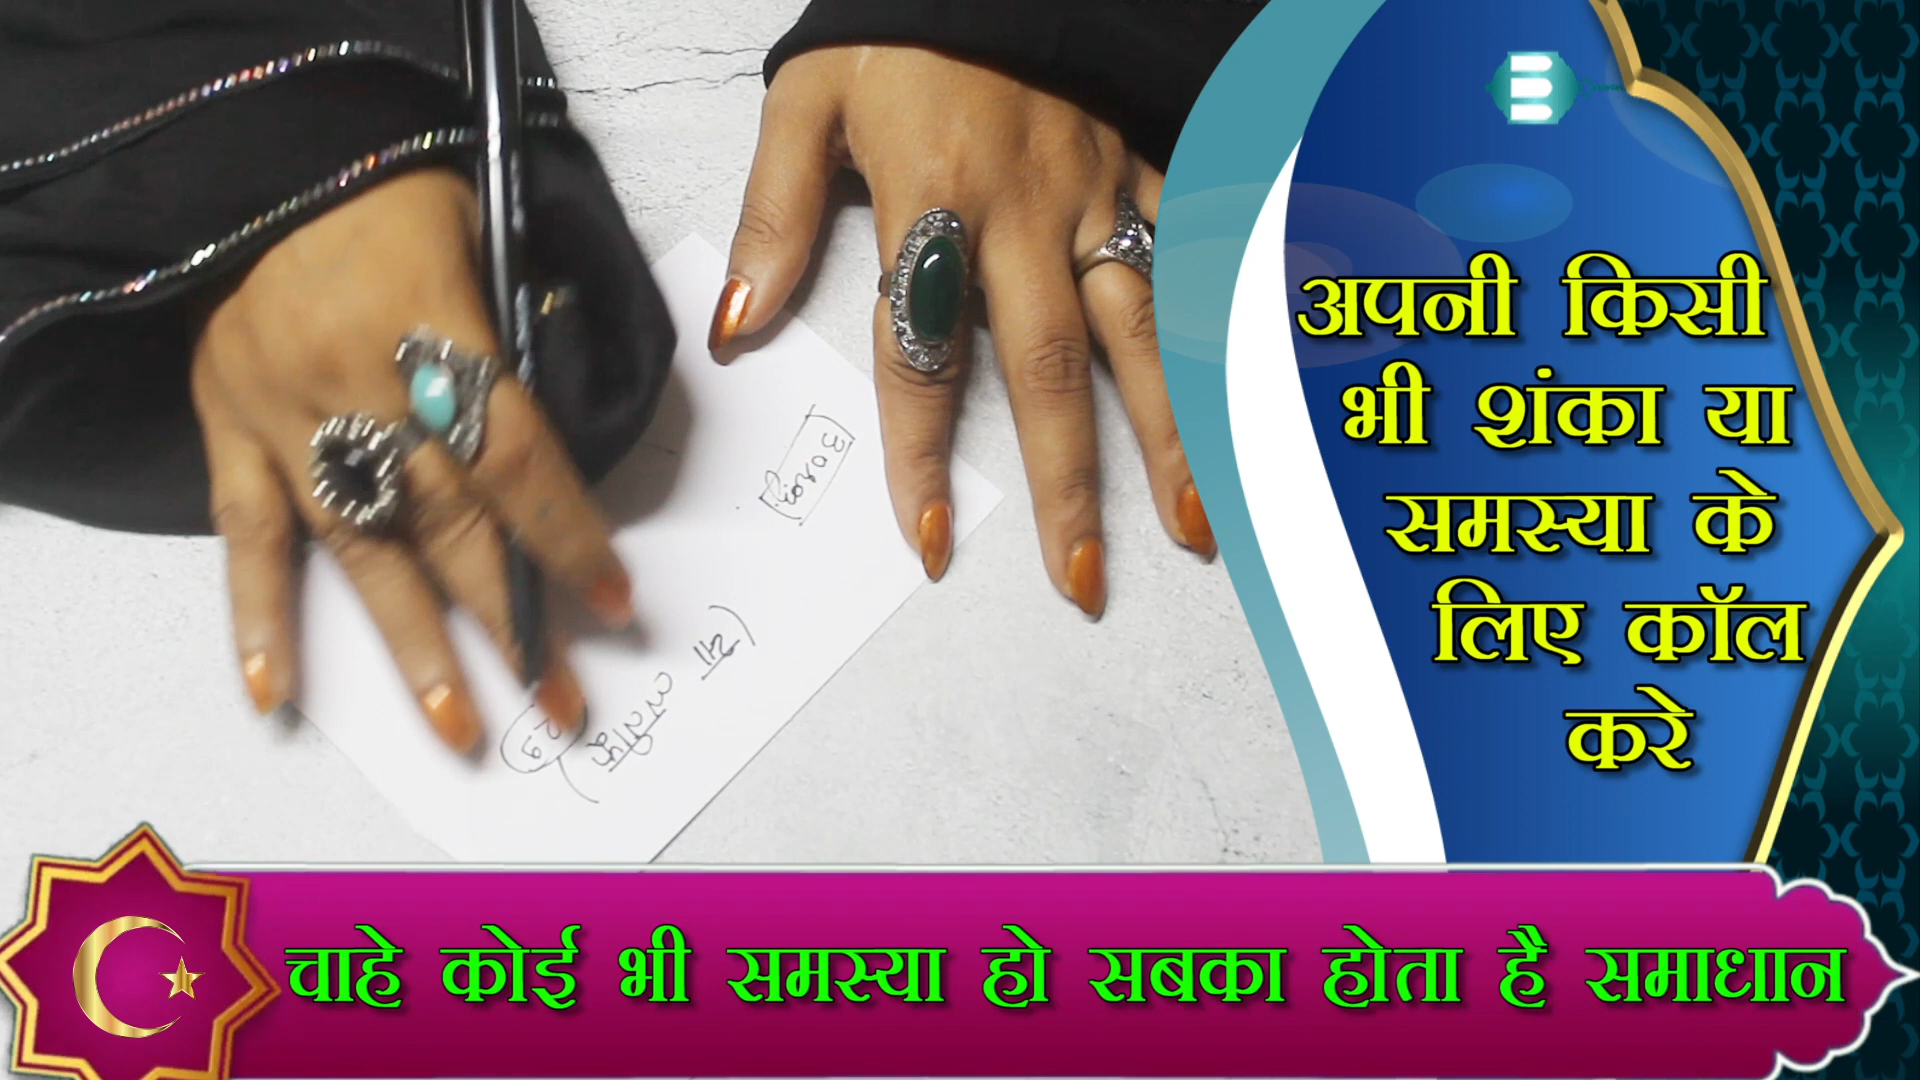 अपनी किसी
भी शंका या
समस्या के
लिए कॉल
करे
चाहे कोई भी समस्या हो सबका होता है समाधान